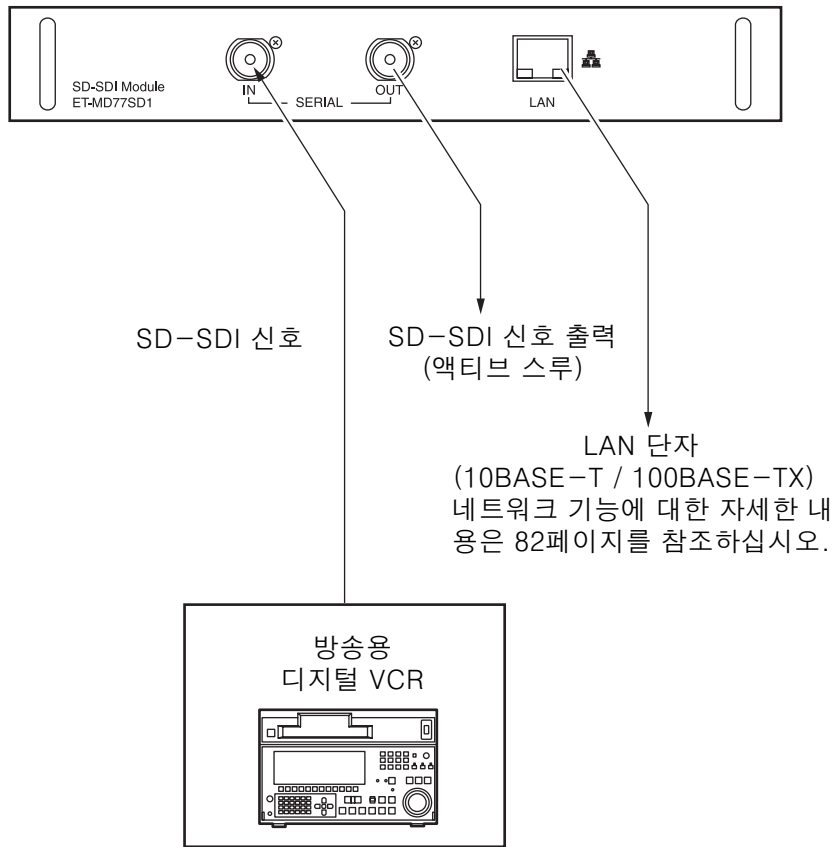 SD-SDI Module
ET-MD77SD1
IN
SERIAL
OUT
LAN
SD-SDI 신호
SD-SDI 신호 출력
(액티브 스루)
LAN 단자
(10BASE-T / 100BASE-TX)
네트워크 기능에 대한 자세한 내
용은 82페이지를 참조하십시오.
방송용
디지털 VCR